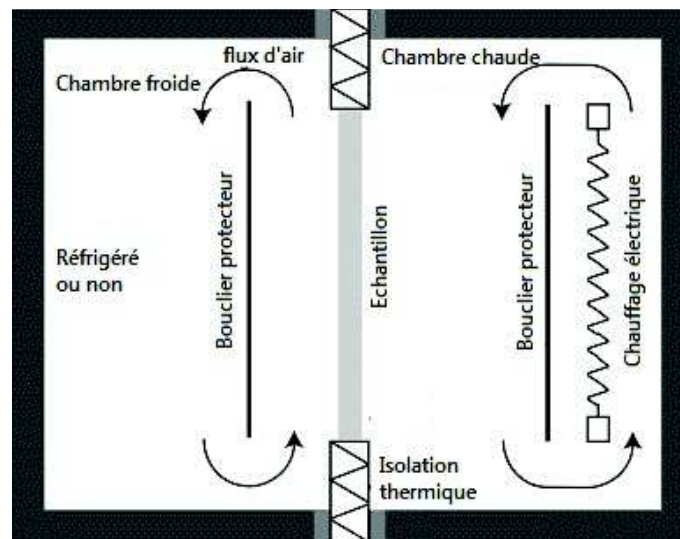 flux d'air
Chambre chaude
Chambre froide
Réfrigéré
ou non
Bouclier protecteur
Echantillon
Bouclier protecteur
Chauffage électrique
Isolation
thermique